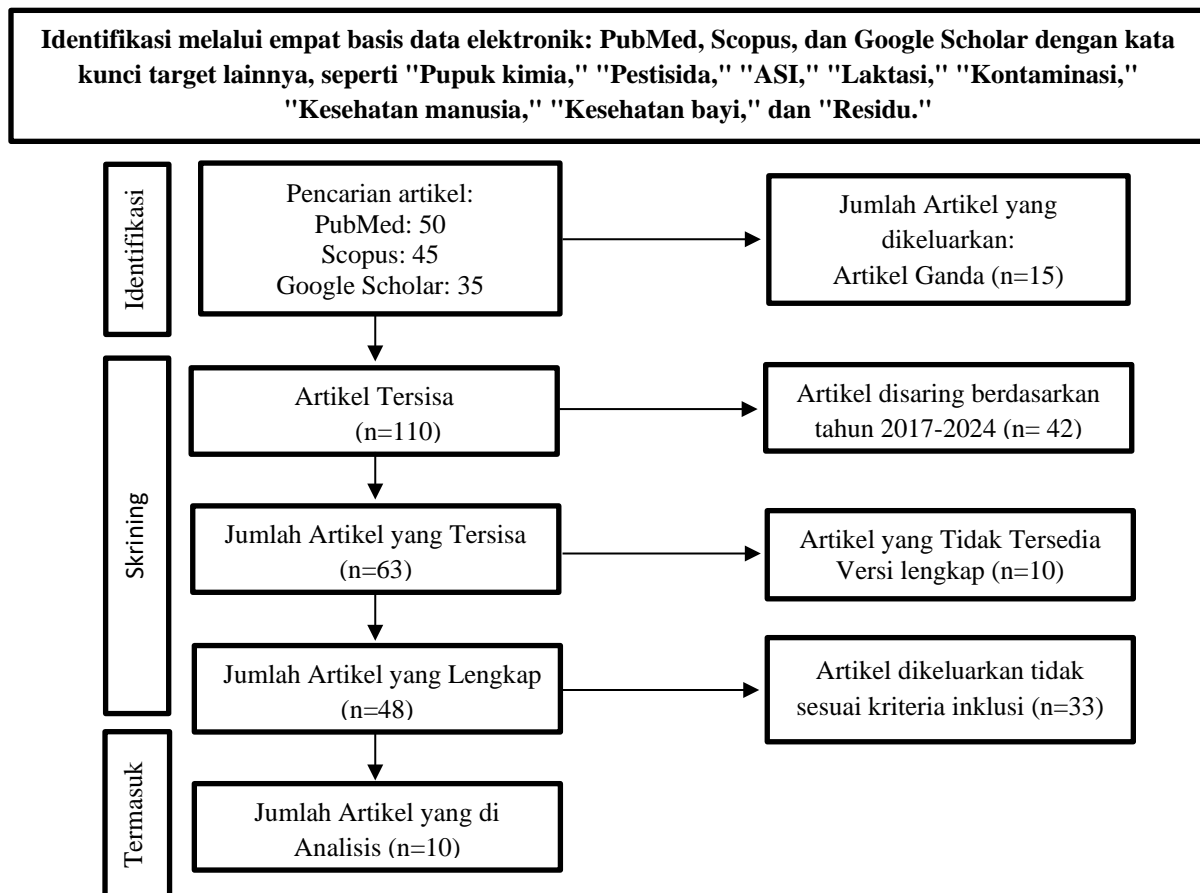 Identifikasi melalui empat basis data elektronik: PubMed, Scopus, dan Google Scholar dengan kata
kunci target lainnya, seperti "Pupuk kimia," "Pestisida," "ASI," "Laktasi," "Kontaminasi,"
"Kesehatan manusia," "Kesehatan bayi," dan "Residu."
Identifikasi
Pencarian artikel:
PubMed: 50
Scopus: 45
Google Scholar: 35
Jumlah Artikel yang
dikeluarkan:
Artikel Ganda (n=15)
Skrining
Artikel Tersisa
(n=110)
Artikel disaring berdasarkan
tahun 2017-2024 (n= 42)
Jumlah Artikel yang Tersisa
(n=63)
Artikel yang Tidak Tersedia
Versi lengkap (n=10)
Jumlah Artikel yang Lengkap
(n=48)
Artikel dikeluarkan tidak
sesuai kriteria inklusi (n=33)
Termasuk
Jumlah Artikel yang di
Analisis (n=10)